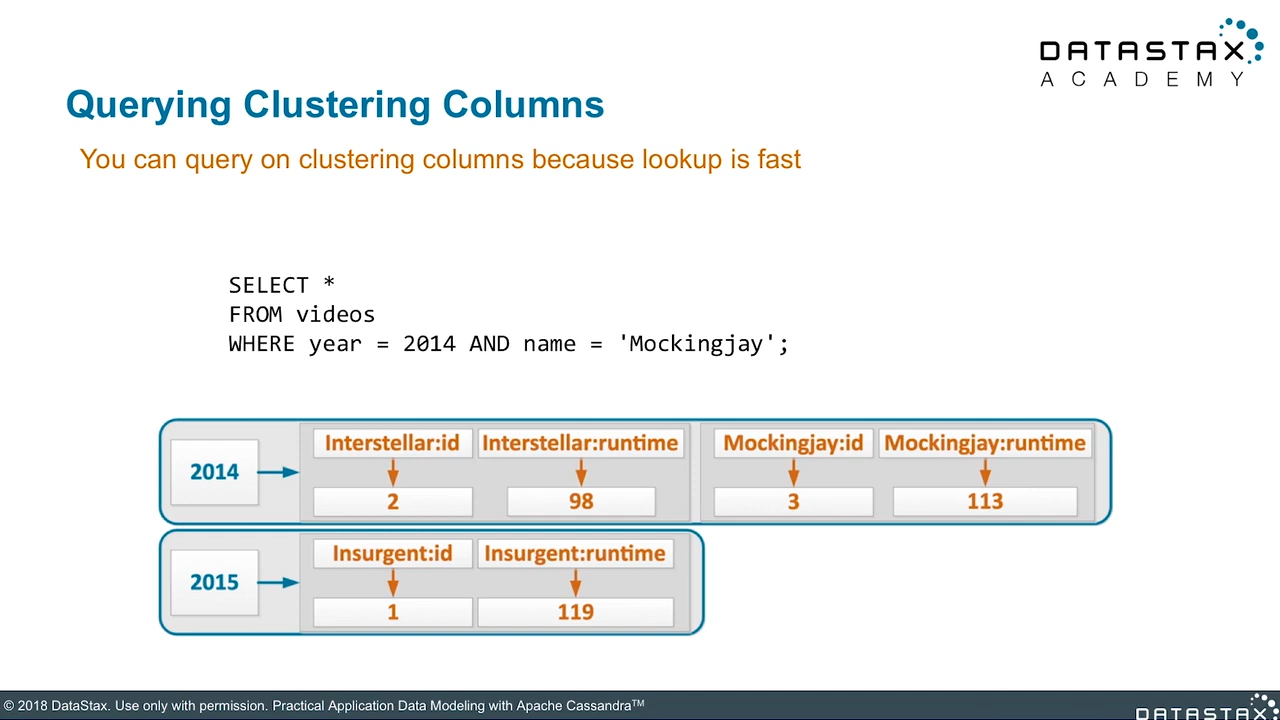 DATASTAX
ACADEMY
Querying Clustering Columns
You can query on clustering columns because lookup is fast
SELECT *
FROM videos
WHERE year = 2014 AND name = 'Mockingjay';
2014
Interstellar:id Interstellar:runtime Mockingjay:id Mockingjay:runtime
2 98 3 113
2015
Insurgent:id Insurgent:runtime
1 119
© 2018 DataStax. Use only with permission. Practical Application Data Modeling with Apache Cassandra™
DATASTAX